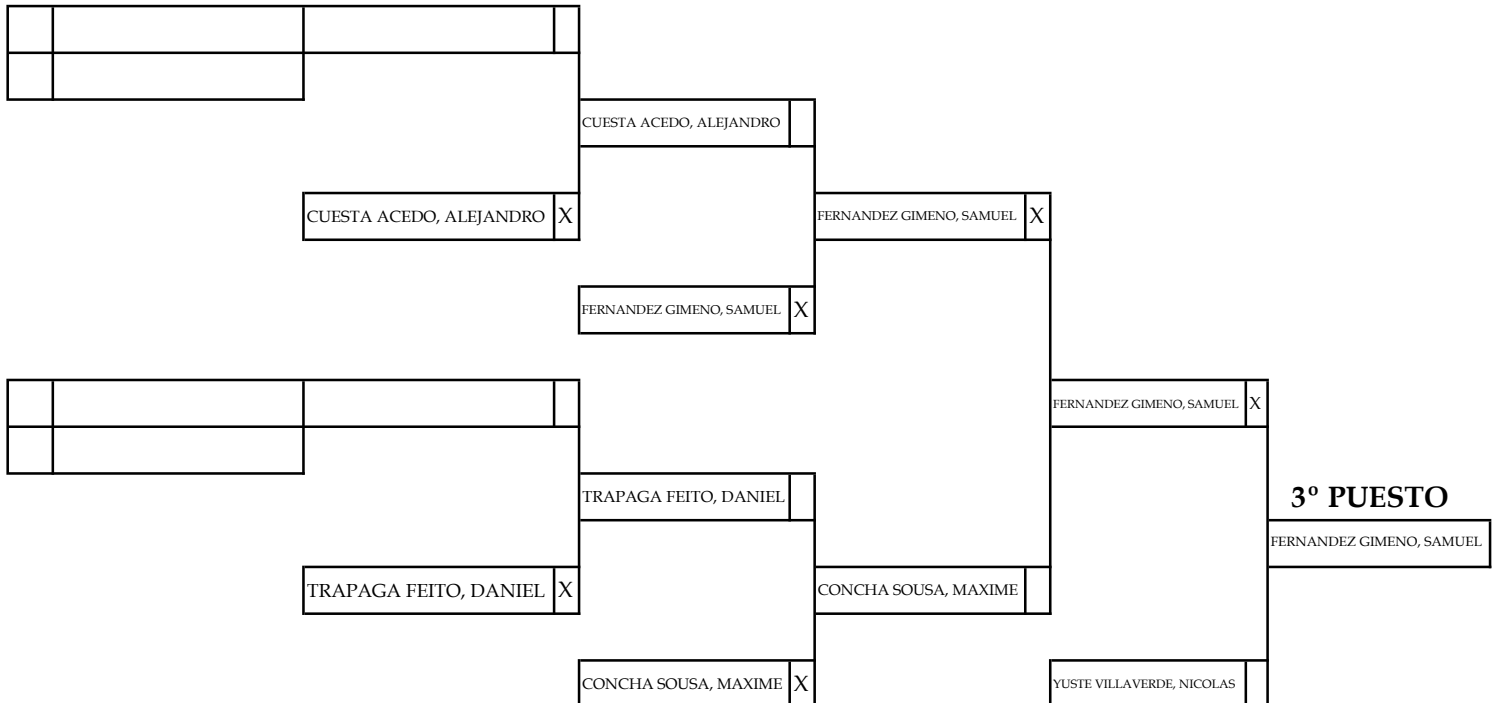 CUESTA ACEDO, ALEJANDRO
CUESTA ACEDO, ALEJANDRO X
FERNANDEZ GIMENO, SAMUEL X
FERNANDEZ GIMENO, SAMUEL X
FERNANDEZ GIMENO, SAMUEL X
TRAPAGA FEITO, DANIEL
3º PUESTO
FERNANDEZ GIMENO, SAMUEL
TRAPAGA FEITO, DANIEL X
CONCHA SOUSA, MAXIME
CONCHA SOUSA, MAXIME X
YUSTE VILLAVERDE, NICOLAS